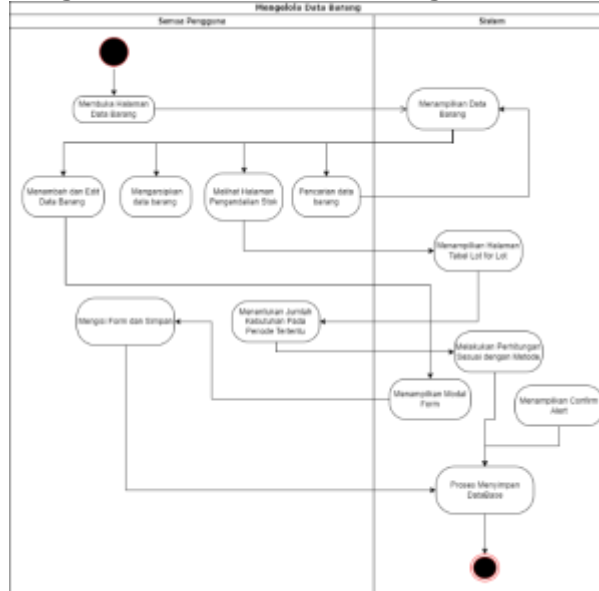 Mengelola Data Barang
Semua Pengguna
Sistem
Membuka Halaman
Data Barang
Menampilkan Data
Barang
Menambah dan Edit
Data Barang
Mengarsipkan
data barang
Melihat Halaman
Pengendalian Stok
Pencarian data
barang
Menampilkan Halaman
Tabel Lot for Lot
Mengisi Form dan Simpan
Menantukan Jumlah
Kebutuhan Pada
Periode Tertentu
Melakukan Perhitungan
Sesuai dengan Metode
Menampilkan Modal
Form
Menampilkan Confirm
Alert
Proses Menyimpan
DataBase